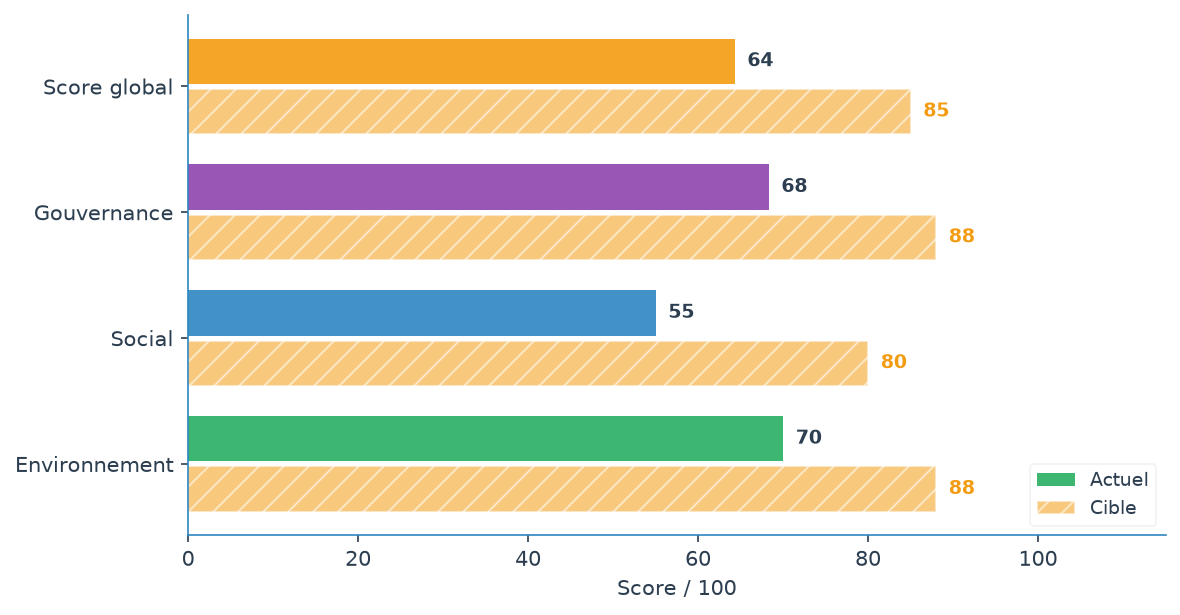 Score global
64
85
Gouvernance
68
88
Social
55
80
Environnement
70
88
Actuel
Cible
0 20 40 60 80 100
Score / 100